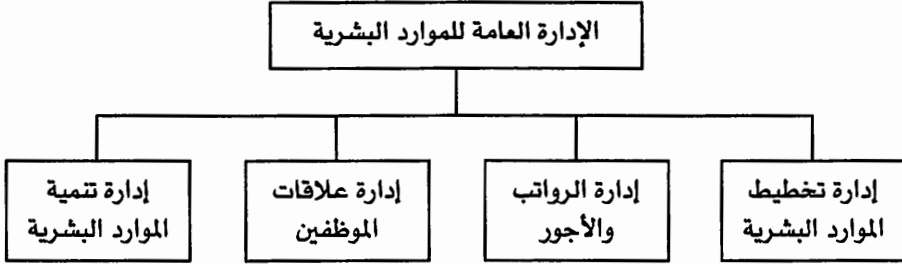 الإدارة العامة للموارد البشرية
إدارة تخطيط
الموارد البشرية
إدارة الرواتب
والأجور
إدارة علاقات
الموظفين
إدارة تنمية
الموارد البشرية